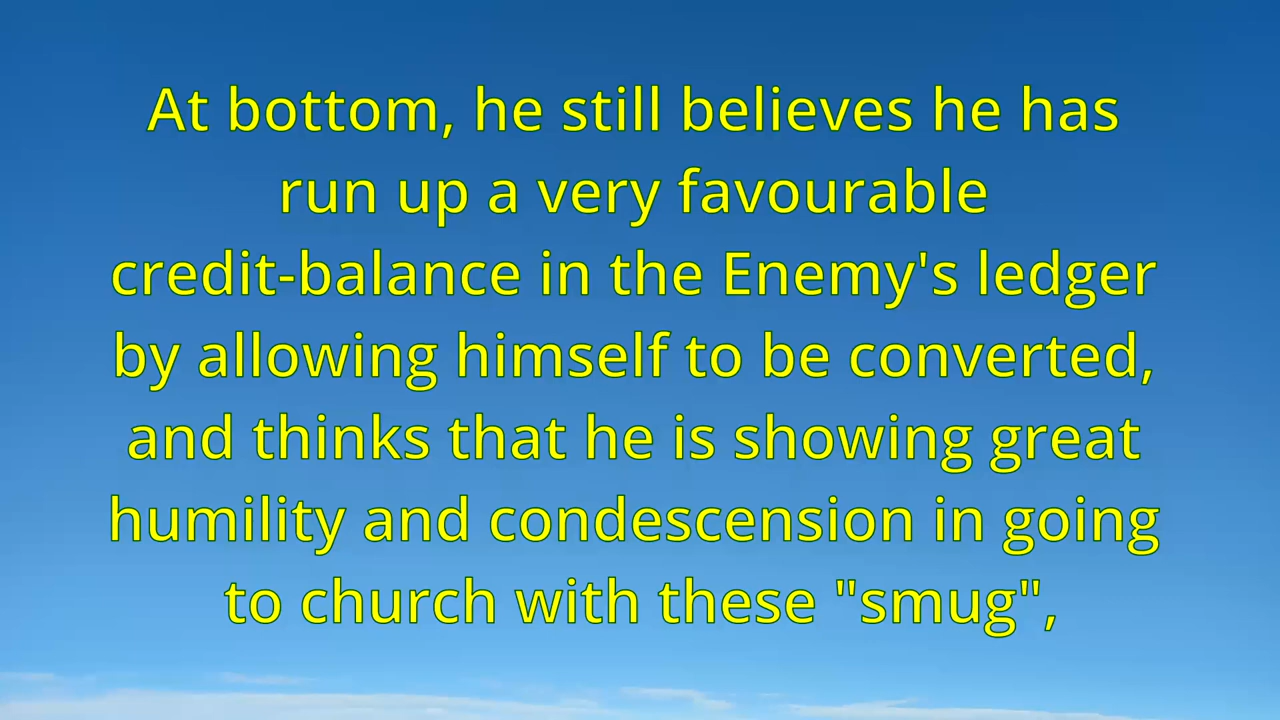 At bottom, he still believes he has
run up a very favourable
credit-balance in the Enemy's ledger
by allowing himself to be converted,
and thinks that he is showing great
humility and condescension in going
to church with these "smug",